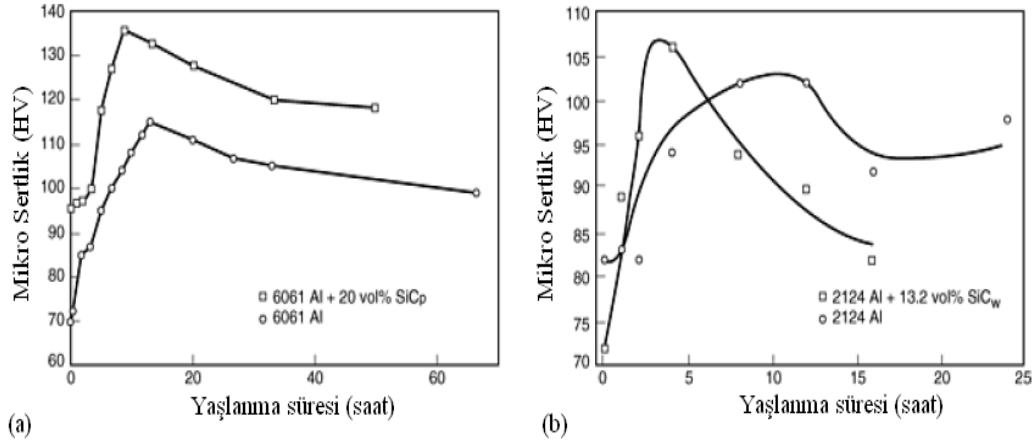 140
130
120
110
100
90
80
70
60
Mikro Sertlik (HV)
0
20
40
60
Yaşlanma süresi (saat)
6061 Al + 20 vol% SiCp
6061 Al
(a)
110
105
100
95
90
85
80
75
70
Mikro Sertlik (HV)
0
5
10
15
20
25
Yaşlanma süresi (saat)
2124 Al + 13.2 vol% SiCw
2124 Al
(b)